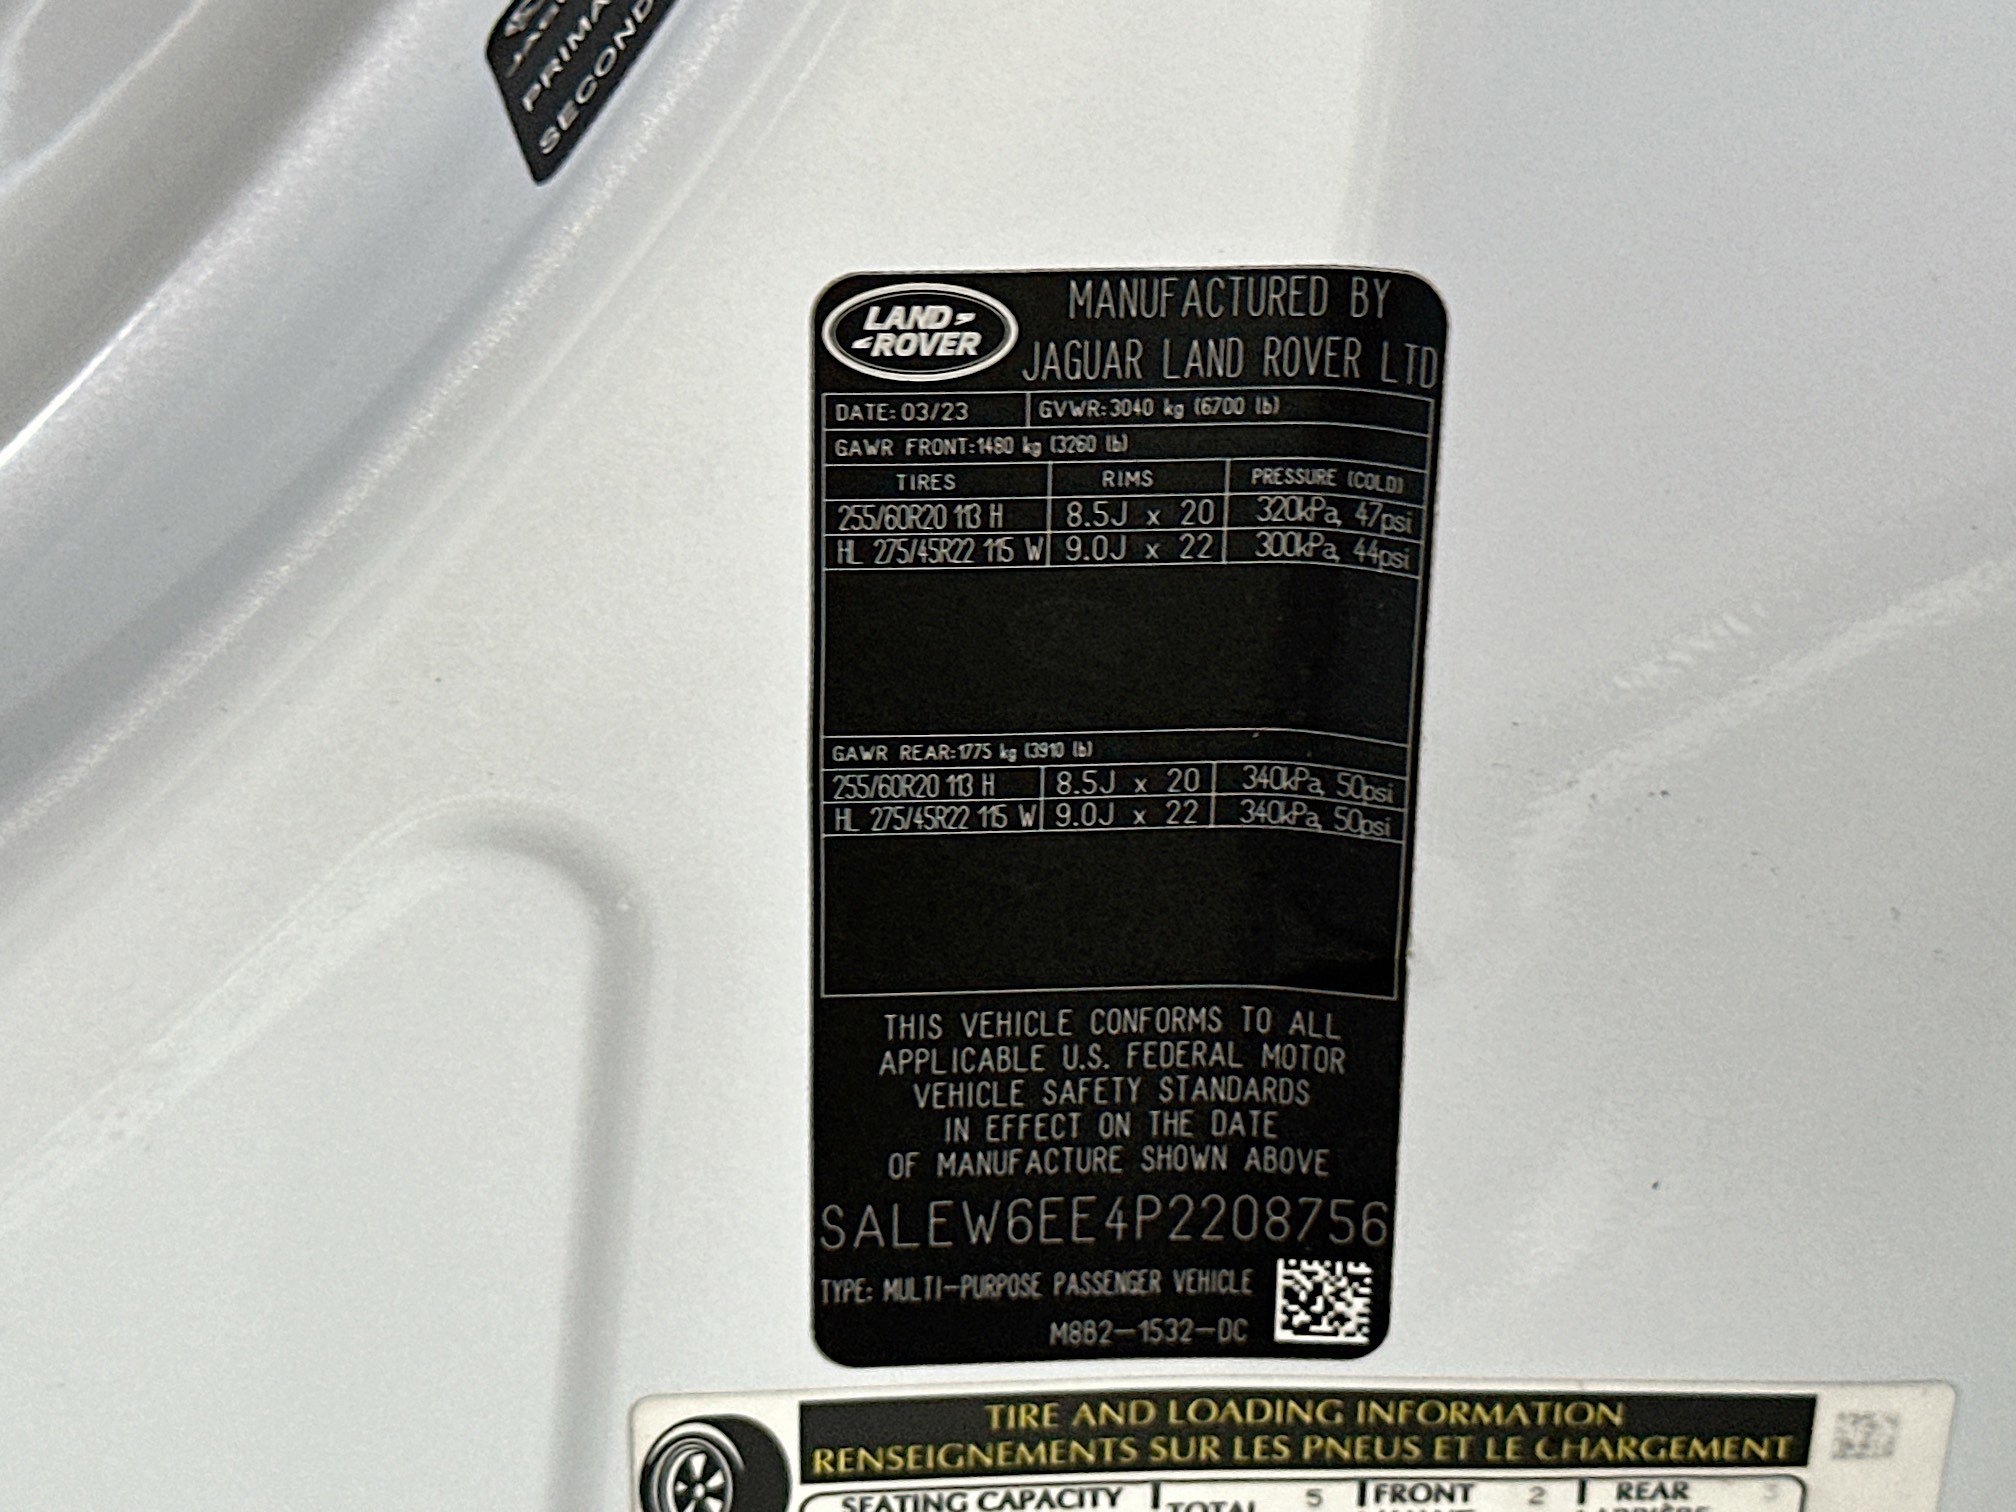 PRIMA
SECOND
LAND
ROVER
MANUFACTURED BY
JAGUAR LAND ROVER LTD
DATE: 03/23 GVWR: 3040 kg (6700 lb)
GAWR FRONT: 1480 kg (3260 lb)
TIRES RIMS PRESSURE (COLD)
255/60R20 113 H 8.5J x 20 320kPa, 47psi
HL 275/45R22 115 W 9.0J x 22 300kPa, 44psi
GAWR REAR: 1775 kg (3910 lb)
255/60R20 113 H 8.5J x 20 340kPa, 50psi
HL 275/45R22 115 W 9.0J x 22 340kPa, 50psi
THIS VEHICLE CONFORMS TO ALL
APPLICABLE U.S. FEDERAL MOTOR
VEHICLE SAFETY STANDARDS
IN EFFECT ON THE DATE
OF MANUFACTURE SHOWN ABOVE
SALEW6EE4P2208756
TYPE: MULTI-PURPOSE PASSENGER VEHICLE
M8B2-1532-DC
TIRE AND LOADING INFORMATION
RENSEIGNEMENTS SUR LES PNEUS ET LE CHARGEMENT
SEATING CAPACITY TOTAL 5 FRONT 2 REAR 3